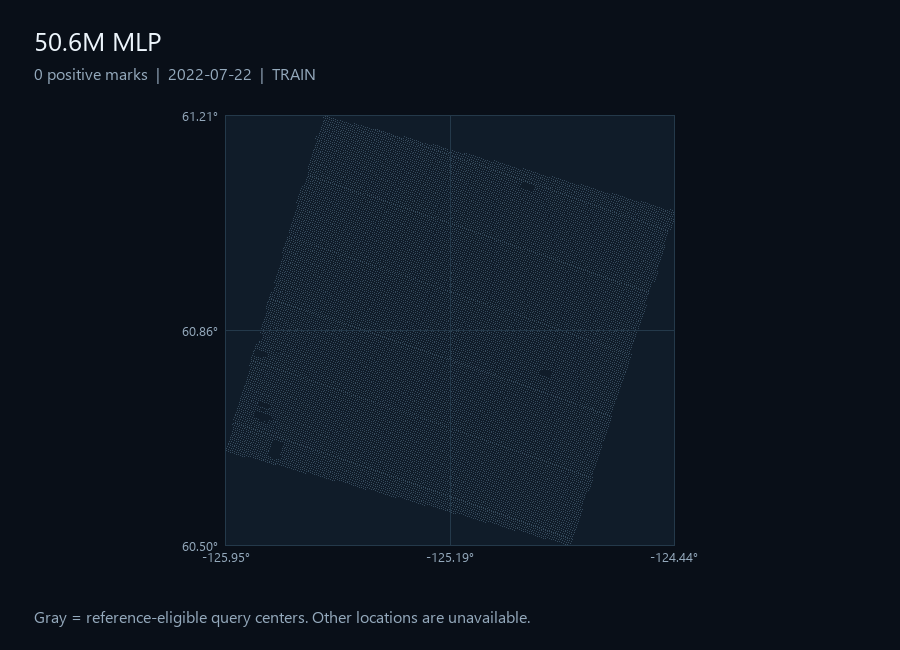 50.6M MLP
0 positive marks | 2022-07-22 | TRAIN
61.21°
60.86°
60.50°
-125.95°
-125.19°
-124.44°
Gray = reference-eligible query centers. Other locations are unavailable.